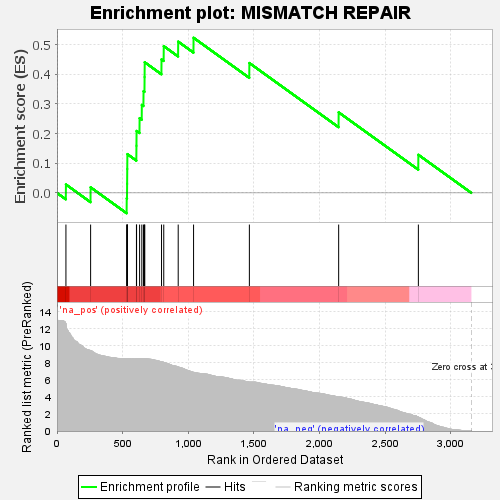 Enrichment plot: MISMATCH REPAIR
Enrichment score (ES)
0.5
0.4
0.3
0.2
0.1
0.0
'na_pos' (positively correlated)
Ranked list metric (PreRanked)
14
12
10
8
6
4
2
0
Zero cross at 3
'na_neg' (negatively correlated)
0 500 1,000 1,500 2,000 2,500 3,000
Rank in Ordered Dataset
Enrichment profile Hits Ranking metric scores